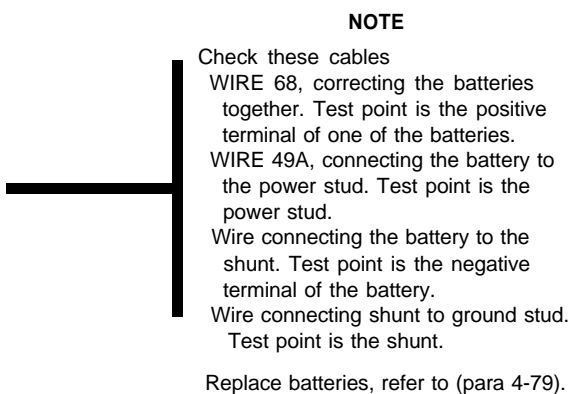 NOTE
Check these cables
WIRE 68, correcting the batteries
together. Test point is the positive
terminal of one of the batteries.
WIRE 49A, connecting the battery to
the power stud. Test point is the
power stud.
Wire connecting the battery to the
shunt. Test point is the negative
terminal of the battery.
Wire connecting shunt to ground stud.
Test point is the shunt.
Replace batteries, refer to (para 4-79).